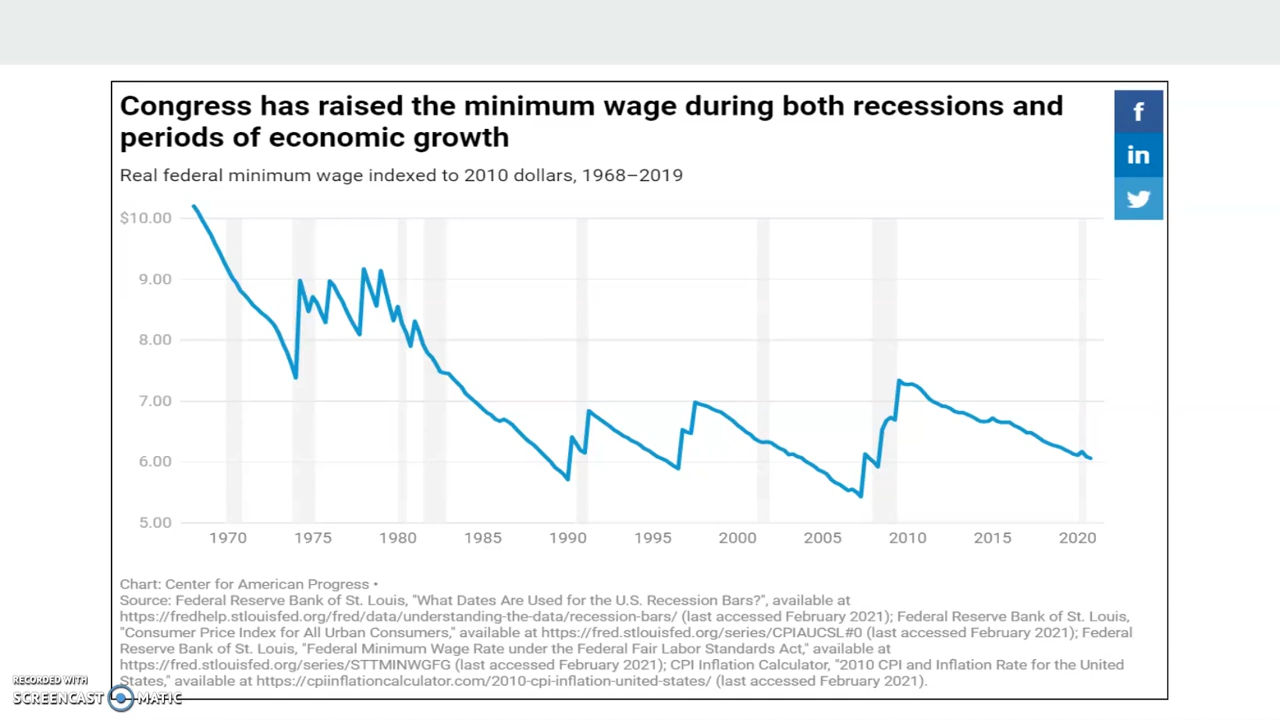 Congress has raised the minimum wage during both recessions and
periods of economic growth
f
Real federal minimum wage indexed to 2010 dollars, 1968–2019
in
$10.00
9.00
8.00
7.00
6.00
5.00
1970 1975 1980 1985 1990 1995 2000 2005 2010 2015 2020
Chart: Center for American Progress •
Source: Federal Reserve Bank of St. Louis, "What Dates Are Used for the U.S. Recession Bars?", available at
https://fredhelp.stlouisfed.org/fred/data/understanding-the-data/recession-bars/ (last accessed February 2021); Federal Reserve Bank of St. Louis,
"Consumer Price Index for All Urban Consumers," available at https://fred.stlouisfed.org/series/CPIAUCSL#0 (last accessed February 2021); Federal
Reserve Bank of St. Louis, "Federal Minimum Wage Rate under the Federal Fair Labor Standards Act," available at
https://fred.stlouisfed.org/series/STTMINWGFG (last accessed February 2021); CPI Inflation Calculator, "2010 CPI and Inflation Rate for the United
States," available at https://cpiinflationcalculator.com/2010-cpi-inflation-united-states/ (last accessed February 2021).
RECORDED WITH
SCREENCAST MATIC